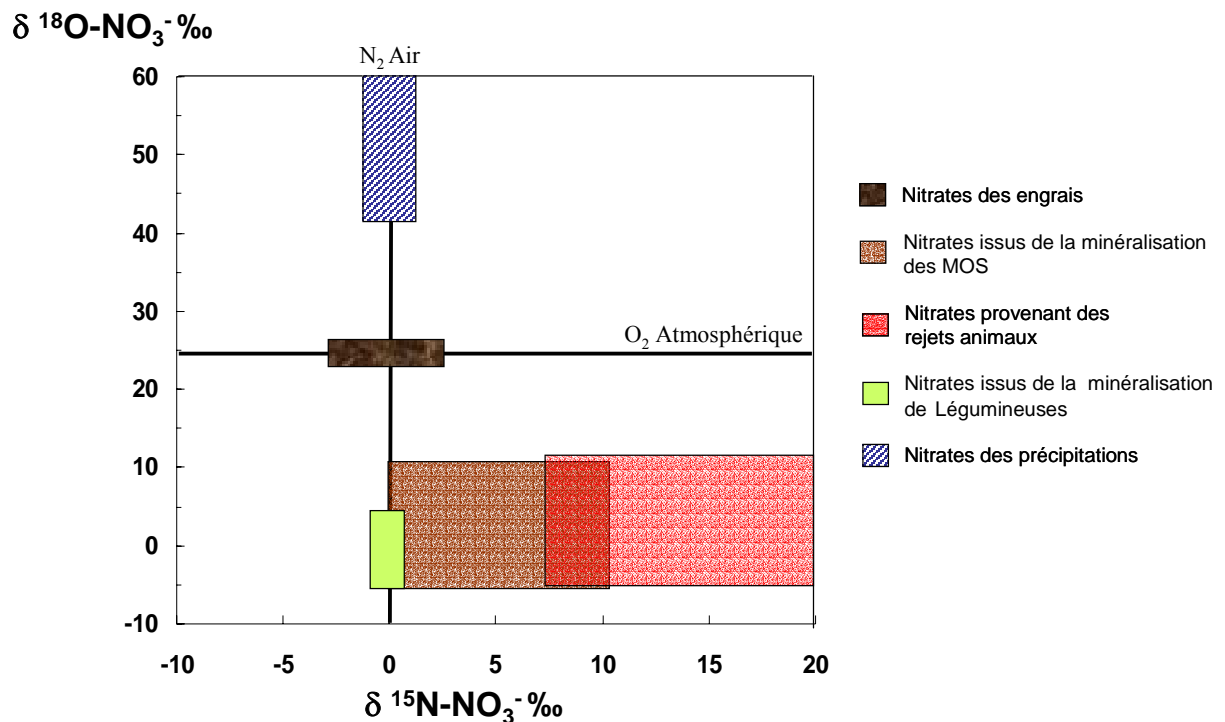 δ ¹⁸O-NO₃⁻ ‰
N₂ Air
60
50
40
30
20
10
0
-10
O₂ Atmosphérique
-10 -5 0 5 10 15 20
δ ¹⁵N-NO₃⁻ ‰
Nitrates des engrais
Nitrates issus de la minéralisation
des MOS
Nitrates provenant des
rejets animaux
Nitrates issus de la minéralisation
de Légumineuses
Nitrates des précipitations